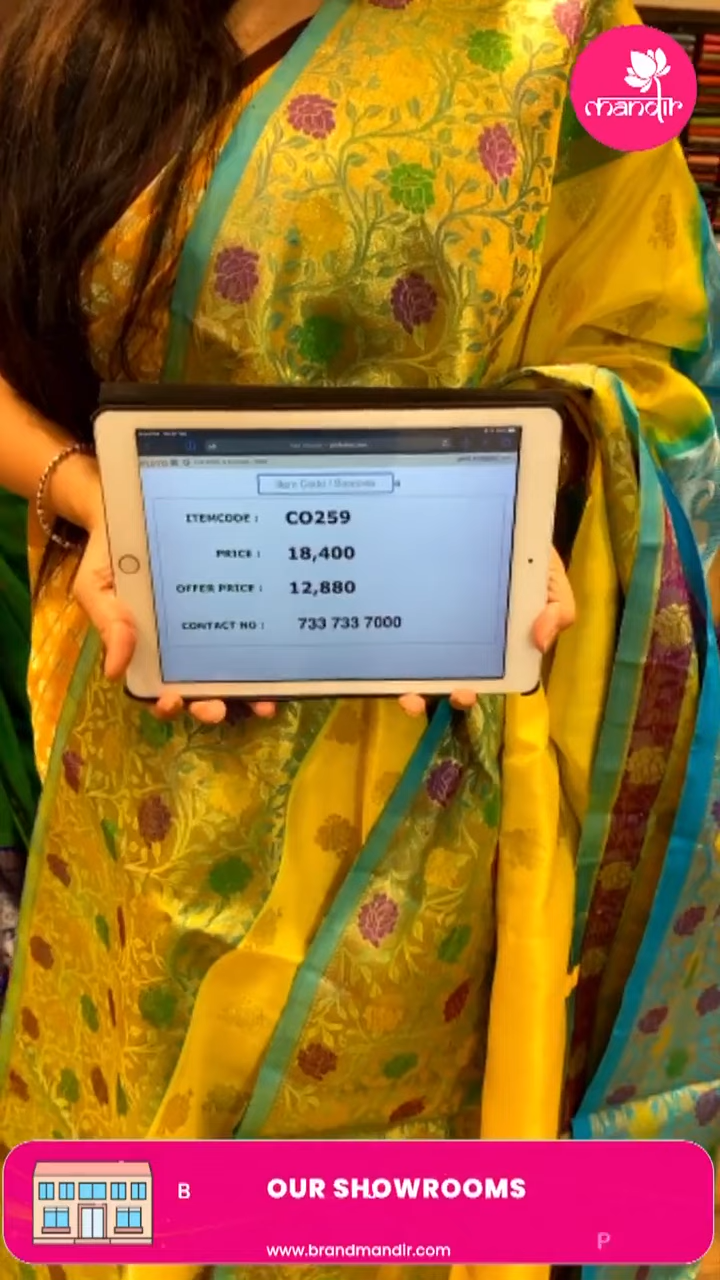 mandir
ITEMCODE : CO259
PRICE : 18,400
OFFER PRICE : 12,880
CONTACT NO : 733 733 7000
B OUR SHOWROOMS
P
www.brandmandir.com